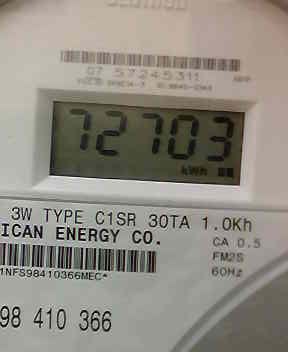 07 57245311
72703
kWh
3W TYPE C1SR 30TA 1.0Kh
ICAN ENERGY CO.
CA 0.5
FM2S
60Hz
1NFS98410366MEC*
98 410 366